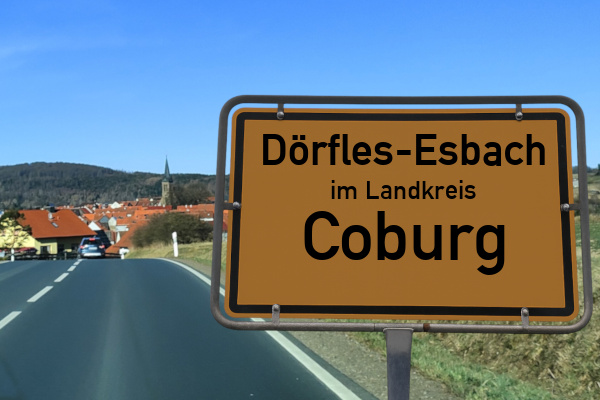 Dörfles-Esbach
im Landkreis
Coburg